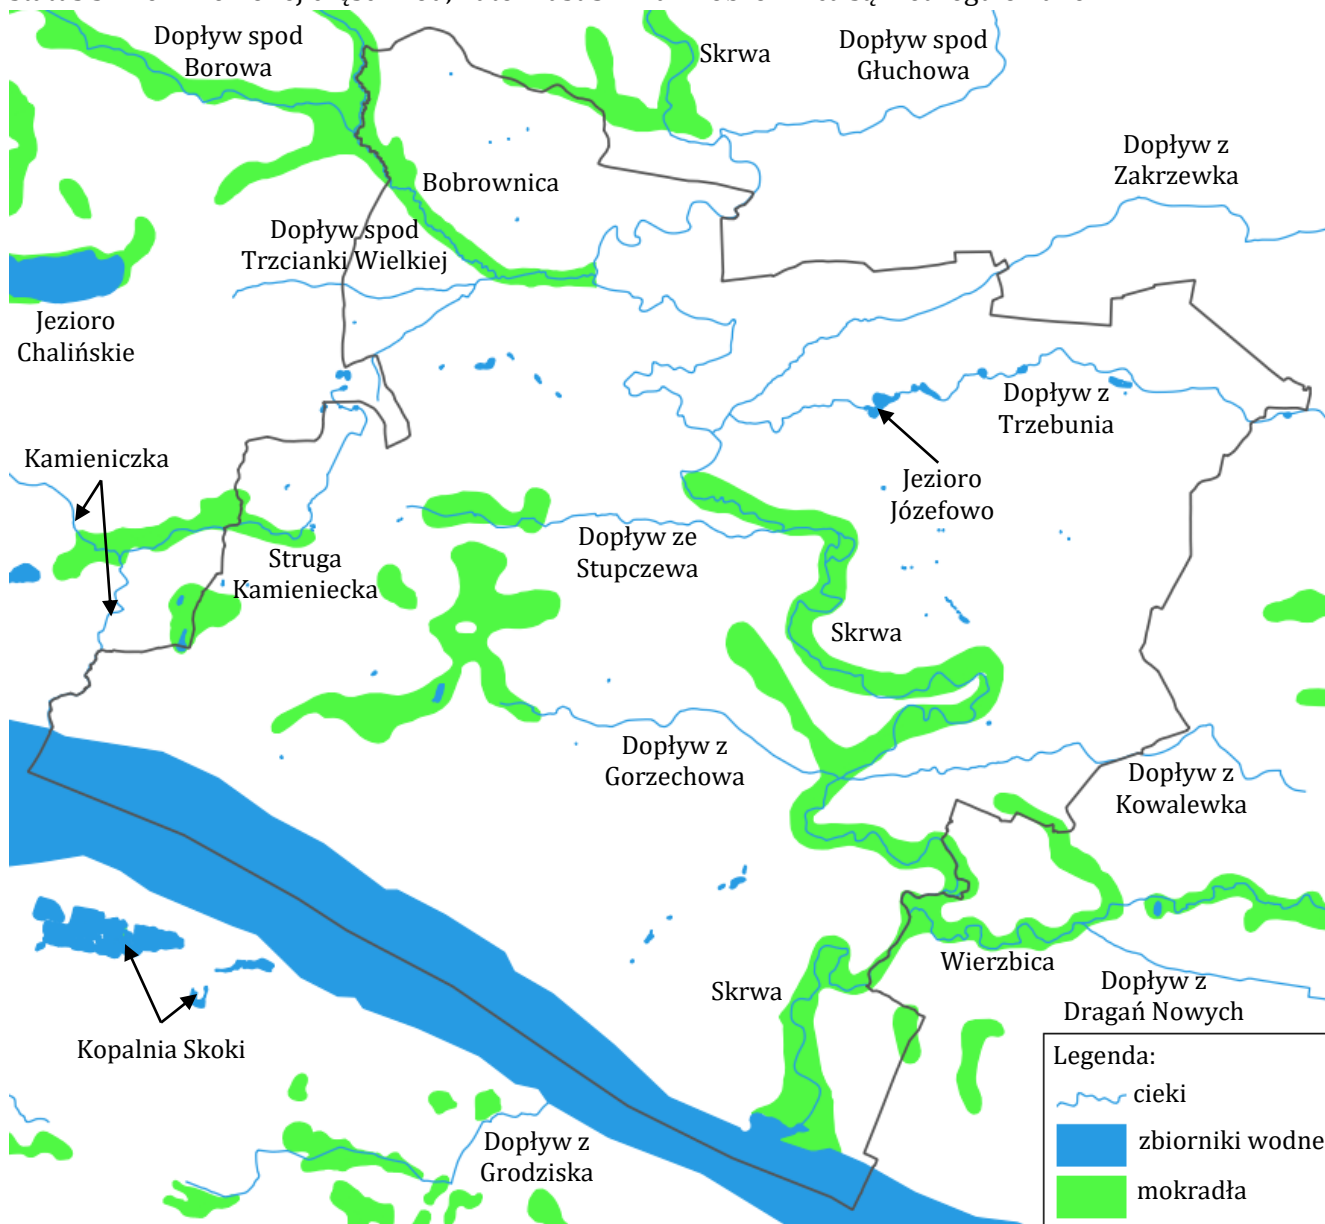 Dopływ spod
Borowa
Skrwa
Dopływ spod
Głuchowa
Dopływ z
Zakrzewka
Bobrownica
Dopływ spod
Trzcianki Wielkiej
Jezioro
Chalińskie
Dopływ z
Trzebunia
Kamieniczka
Jezioro
Józefowo
Struga
Kamieniecka
Dopływ ze
Stupczewa
Skrwa
Dopływ z
Gorzechowa
Dopływ z
Kowalewka
Wierzbica
Skrwa
Dopływ z
Dragań Nowych
Kopalnia Skoki
Dopływ z
Grodziska
Legenda:
cieki
zbiorniki wodne
mokradła